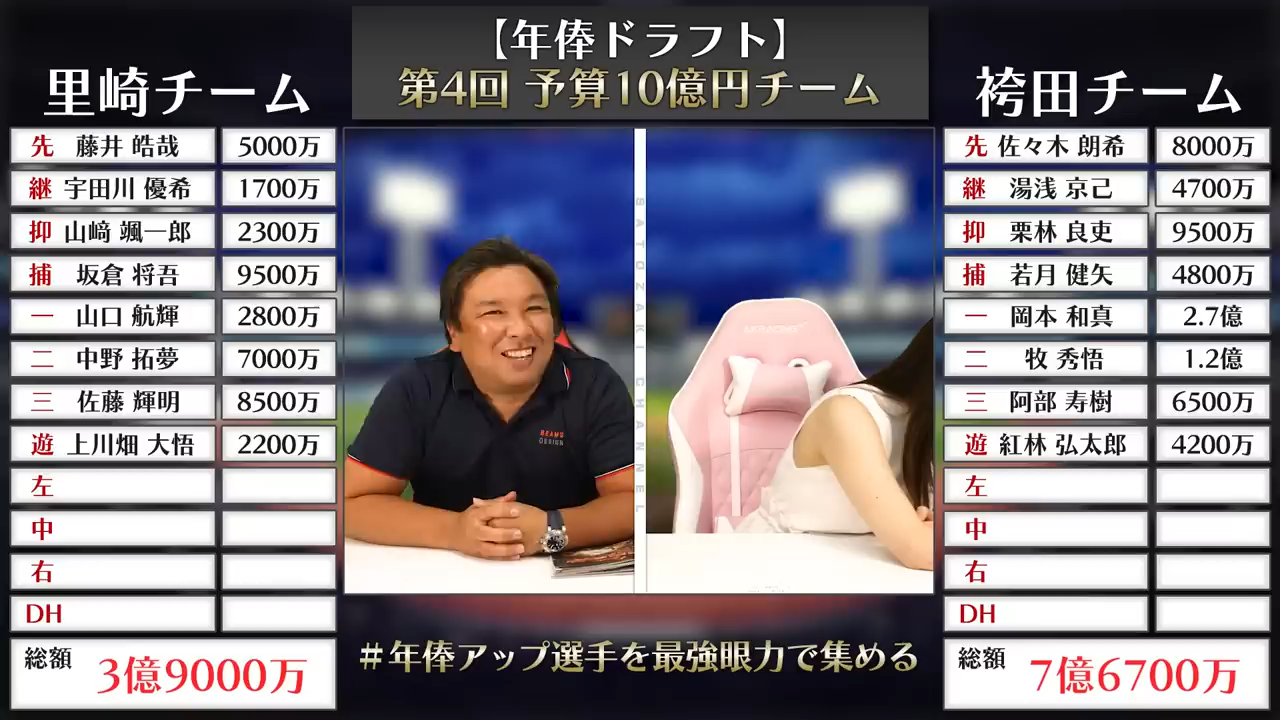 【年俸ドラフト】
第4回 予算10億円チーム
里崎チーム
先 藤井 皓哉 5000万
継 宇田川 優希 1700万
抑 山﨑 颯一郎 2300万
捕 坂倉 将吾 9500万
一 山口 航輝 2800万
二 中野 拓夢 7000万
三 佐藤 輝明 8500万
遊 上川畑 大悟 2200万
左
中
右
DH
総額 3億9000万
SATOZAKI CHANNEL
BEAMS
DESIGN
AKRACING
袴田チーム
先 佐々木 朗希 8000万
継 湯浅 京己 4700万
抑 栗林 良吏 9500万
捕 若月 健矢 4800万
一 岡本 和真 2.7億
二 牧 秀悟 1.2億
三 阿部 寿樹 6500万
遊 紅林 弘太郎 4200万
左
中
右
DH
総額 7億6700万
#年俸アップ選手を最強眼力で集める